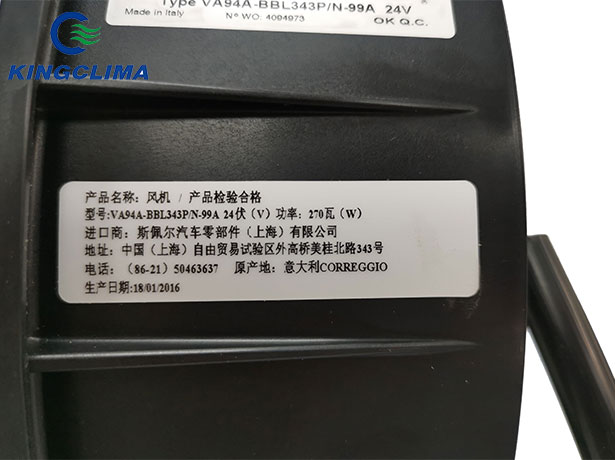 Type VA94A-BBL343P/N-99A 24V
Made in Italy N° WO: 4094973 OK Q.C.
KINGCLIMA
产品名称：风机 / 产品检验合格
型号:VA94A-BBL343P/N-99A 24伏（V）功率：270瓦（W）
进口商：斯佩尔汽车零部件（上海）有限公司
地址：中国（上海）自由贸易试验区外高桥美桂北路343号
电话：（86-21）50463637 原产地：意大利CORREGGIO
生产日期:18/01/2016